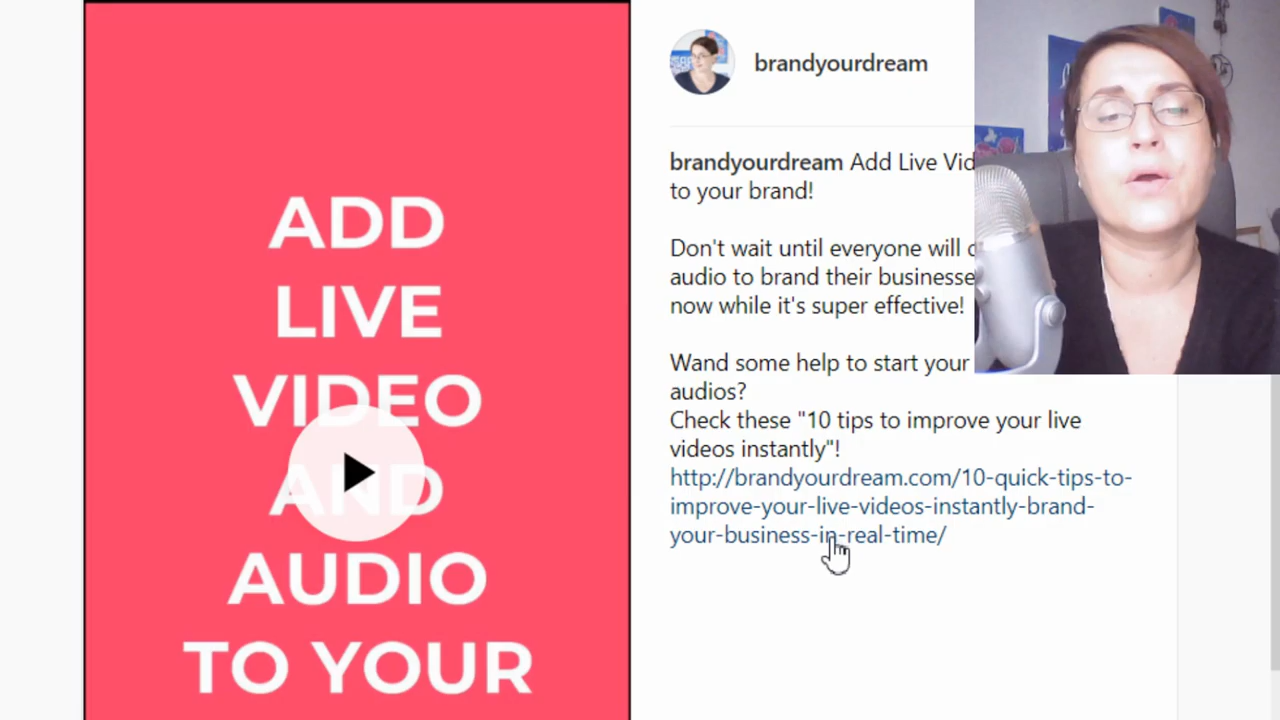 ADD
LIVE
VIDEO
AND
AUDIO
TO YOUR
brandyourdream
brandyourdream Add Live Vid
to your brand!
Don't wait until everyone will
audio to brand their businesse
now while it's super effective!
Wand some help to start your
audios?
Check these "10 tips to improve your live
videos instantly"!
http://brandyourdream.com/10-quick-tips-to-
improve-your-live-videos-instantly-brand-
your-business-in-real-time/